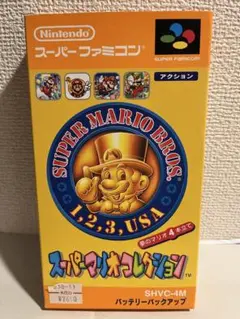 Nintendo
スーパーファミコン
SUPER FAMICOM
アクション
SUPER MARIO BROS.
1,2,3,USA
夢のマリオ4本立て
スーパーマリオコレクション
TM
SHVC-4M
バッテリーバックアップ